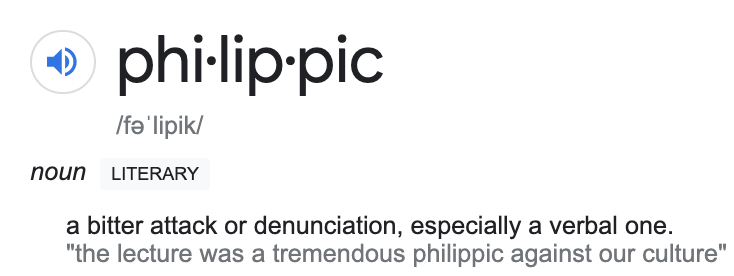 phi·lip·pic
/fəˈlipik/
noun LITERARY
a bitter attack or denunciation, especially a verbal one.
"the lecture was a tremendous philippic against our culture"